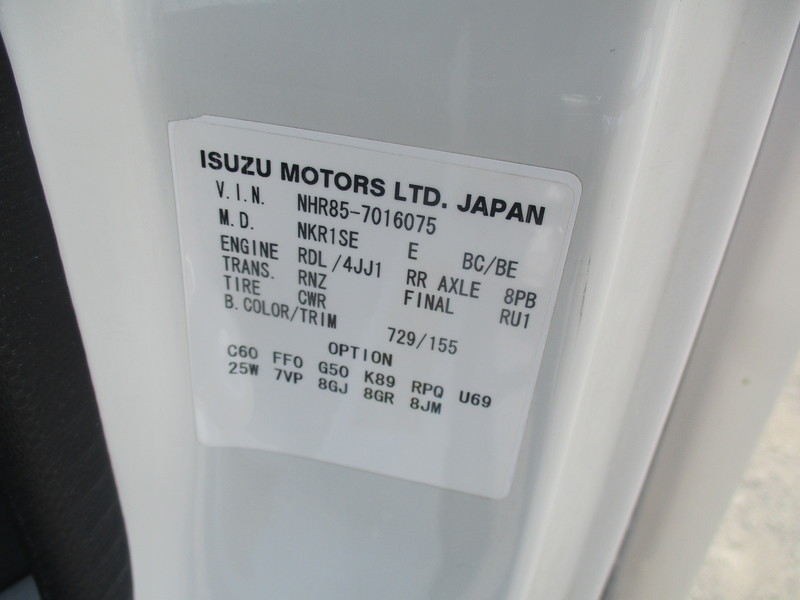 ISUZU MOTORS LTD. JAPAN
V.I.N. NHR85-7016075
M.D. NKR1SE E BC/BE
ENGINE RDL/4JJ1 RR AXLE 8PB
TRANS. RNZ FINAL RU1
TIRE CWR
B.COLOR/TRIM 729/155
OPTION
C60 FF0 G50 K89 RPQ U69
25W 7VP 8GJ 8GR 8JM